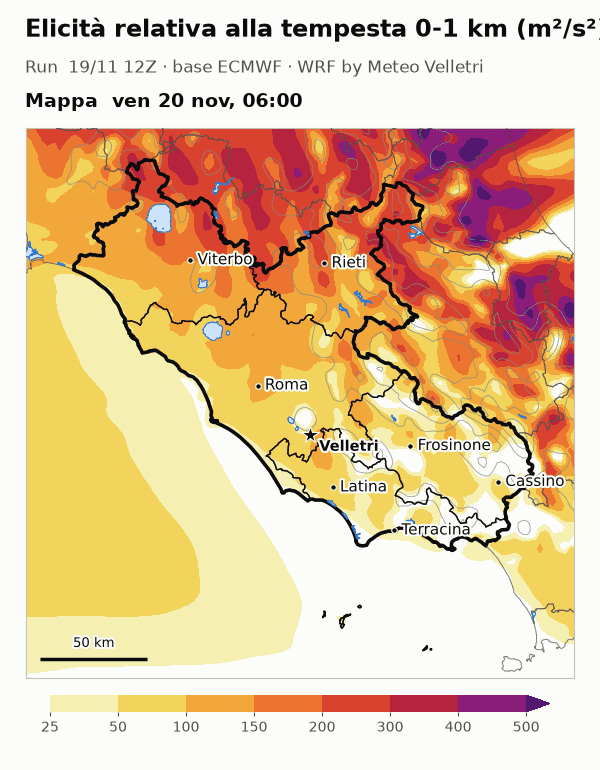 Elicità relativa alla tempesta 0-1 km (m²/s²)
Run 19/11 12Z · base ECMWF · WRF by Meteo Velletri
Mappa ven 20 nov, 06:00
Viterbo
Rieti
Roma
Velletri
Frosinone
Latina
Cassino
Terracina
50 km
25 50 100 150 200 300 400 500